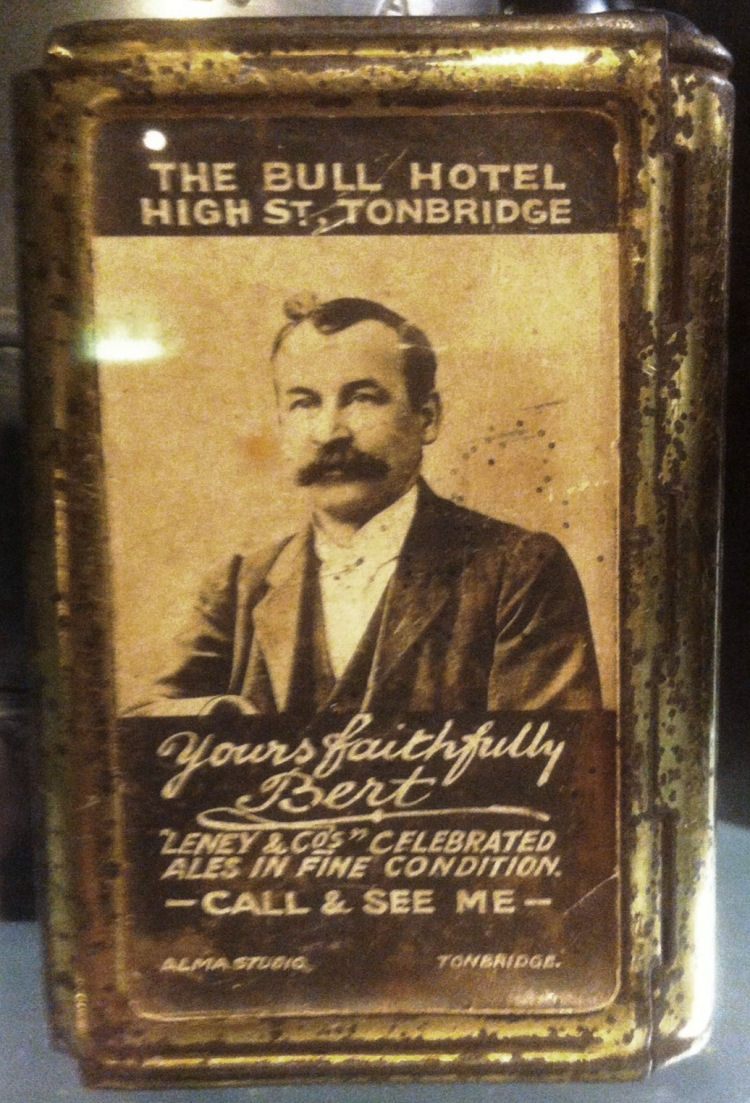 THE BULL HOTEL
HIGH ST, TONBRIDGE
Yours faithfully
Bert
"LENEY & CO'S" CELEBRATED
ALES IN FINE CONDITION.
— CALL & SEE ME —
ALMA STUDIO, TONBRIDGE.